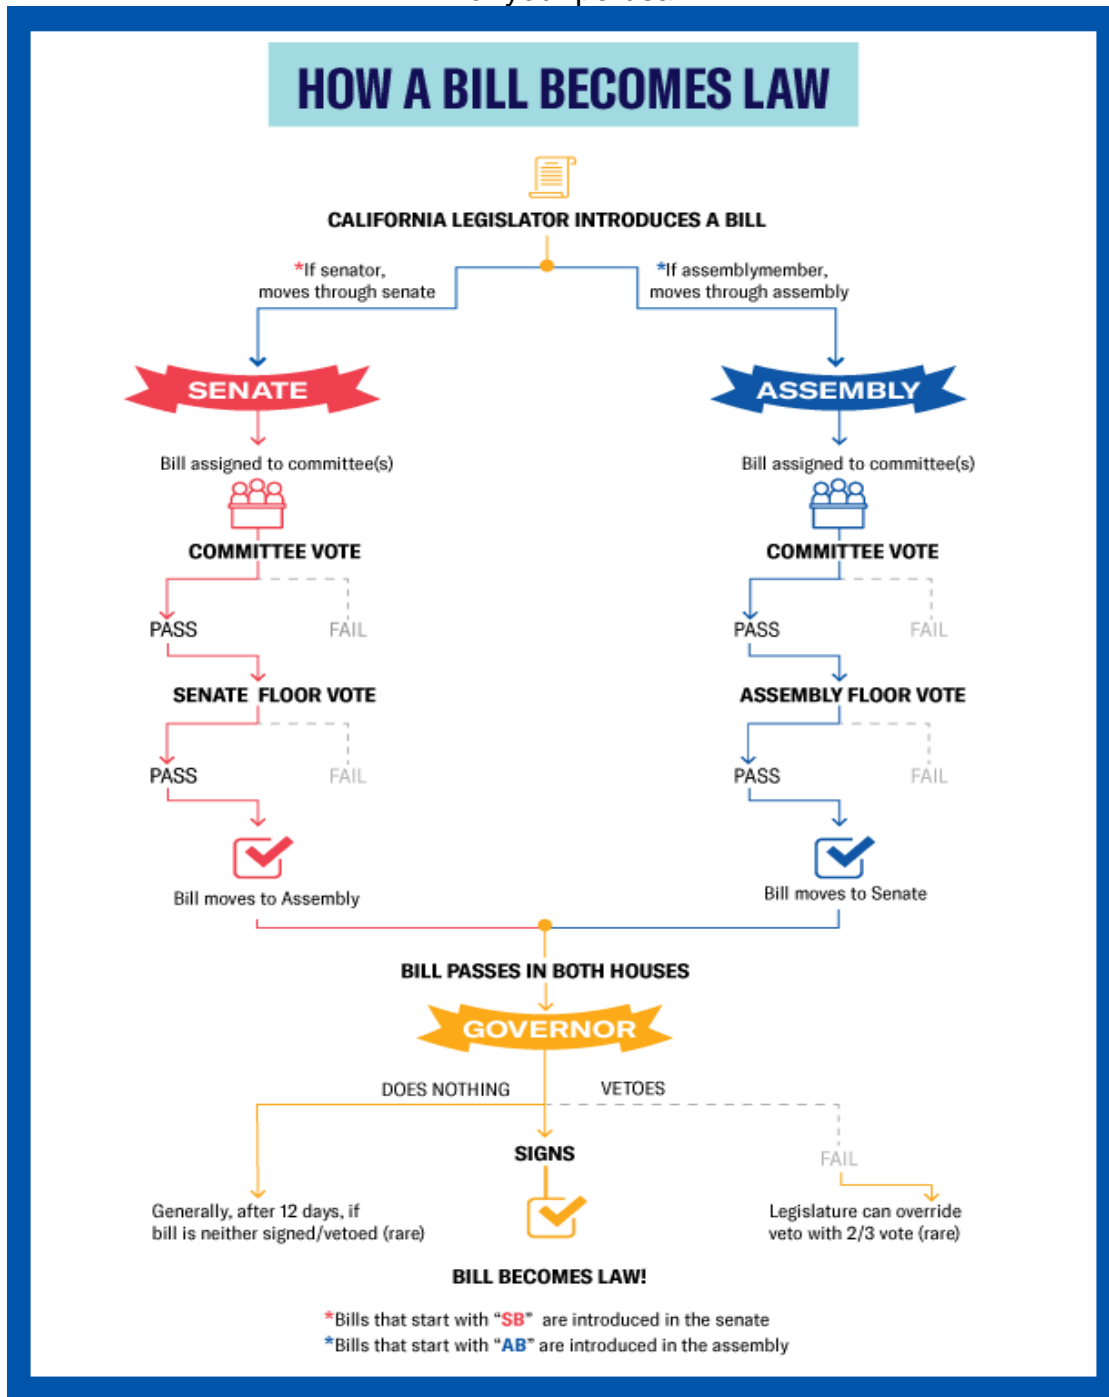 HOW A BILL BECOMES LAW
CALIFORNIA LEGISLATOR INTRODUCES A BILL
*If senator,
moves through senate
*If assemblymember,
moves through assembly
SENATE
Bill assigned to committee(s)
COMMITTEE VOTE
PASS
FAIL
SENATE FLOOR VOTE
PASS
FAIL
Bill moves to Assembly
ASSEMBLY
Bill assigned to committee(s)
COMMITTEE VOTE
PASS
FAIL
ASSEMBLY FLOOR VOTE
PASS
FAIL
Bill moves to Senate
BILL PASSES IN BOTH HOUSES
GOVERNOR
DOES NOTHING
VETOES
Generally, after 12 days, if
bill is neither signed/vetoed (rare)
SIGNS
FAIL
Legislature can override
veto with 2/3 vote (rare)
BILL BECOMES LAW!
*Bills that start with “SB” are introduced in the senate
*Bills that start with “AB” are introduced in the assembly